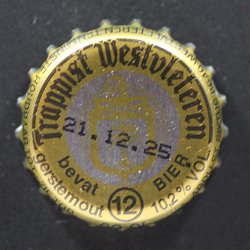 Trappist Westvleteren
21.12.25
bevat gerstemout
12
BIER 10.2% VOL